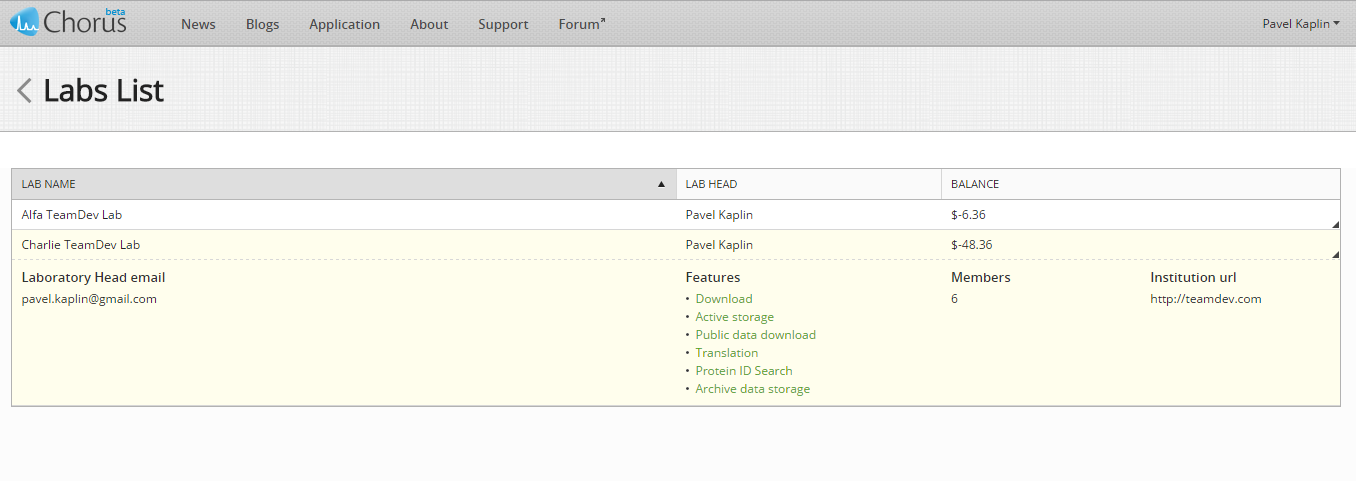 Chorus beta News Blogs Application About Support Forum Pavel Kaplin
Labs List
LAB NAME LAB HEAD BALANCE
Alfa TeamDev Lab Pavel Kaplin $-6.36
Charlie TeamDev Lab Pavel Kaplin $-48.36
Laboratory Head email Features Members Institution url
pavel.kaplin@gmail.com • Download 6 http://teamdev.com
• Active storage
• Public data download
• Translation
• Protein ID Search
• Archive data storage